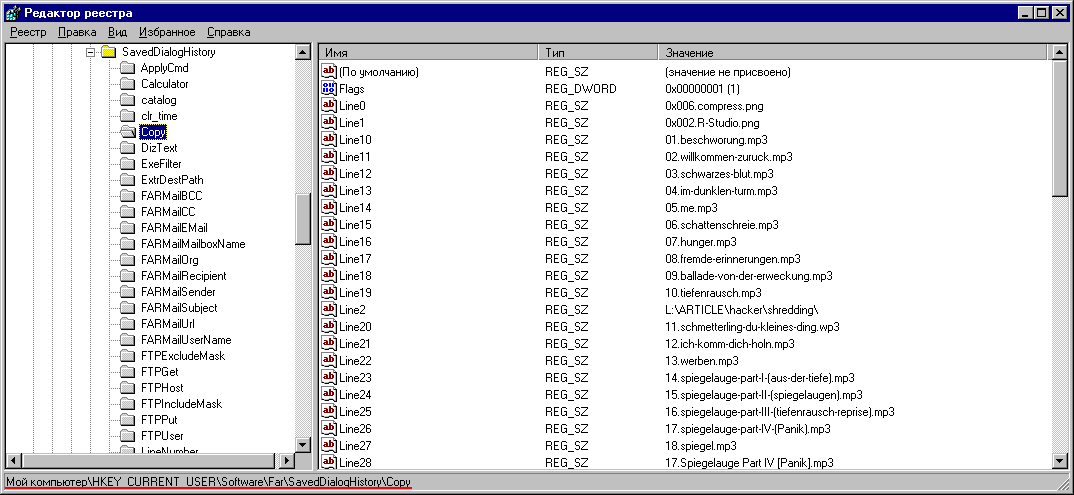 Редактор реестра
Реестр Правка Вид Избранное Справка
SavedDialogHistory
ApplyCmd
Calculator
catalog
clr_time
Copy
DizText
ExeFilter
ExtrDestPath
FARMailBCC
FARMailCC
FARMailEMail
FARMailMailboxName
FARMailOrg
FARMailRecipient
FARMailSender
FARMailSubject
FARMailUrl
FARMailUserName
FTPExcludeMask
FTPGet
FTPHost
FTPIncludeMask
FTPPut
FTPUser
LineNumber
Имя Тип Значение
(По умолчанию) REG_SZ (значение не присвоено)
Flags REG_DWORD 0x00000001 (1)
Line0 REG_SZ 0x006.compress.png
Line1 REG_SZ 0x002.R-Studio.png
Line10 REG_SZ 01.beschworung.mp3
Line11 REG_SZ 02.willkommen-zuruck.mp3
Line12 REG_SZ 03.schwarzes-blut.mp3
Line13 REG_SZ 04.im-dunklen-turm.mp3
Line14 REG_SZ 05.me.mp3
Line15 REG_SZ 06.schattenschreie.mp3
Line16 REG_SZ 07.hunger.mp3
Line17 REG_SZ 08.fremde-erinnerungen.mp3
Line18 REG_SZ 09.ballade-von-der-erweckung.mp3
Line19 REG_SZ 10.tiefenrausch.mp3
Line2 REG_SZ L:\ARTICLE\hacker\shredding\
Line20 REG_SZ 11.schmetterling-du-kleines-ding.wp3
Line21 REG_SZ 12.ich-komm-dich-holn.mp3
Line22 REG_SZ 13.werben.mp3
Line23 REG_SZ 14.spiegelauge-part-I-(aus-der-tiefe).mp3
Line24 REG_SZ 15.spiegelauge-part-II-(spiegelaugen).mp3
Line25 REG_SZ 16.spiegelauge-part-III-(tiefenrausch-reprise).mp3
Line26 REG_SZ 17.spiegelauge-part-IV-(Panik).mp3
Line27 REG_SZ 18.spiegel.mp3
Line28 REG_SZ 17.Spiegelauge Part IV [Panik].mp3
Мой компьютер\HKEY_CURRENT_USER\Software\Far\SavedDialogHistory\Copy